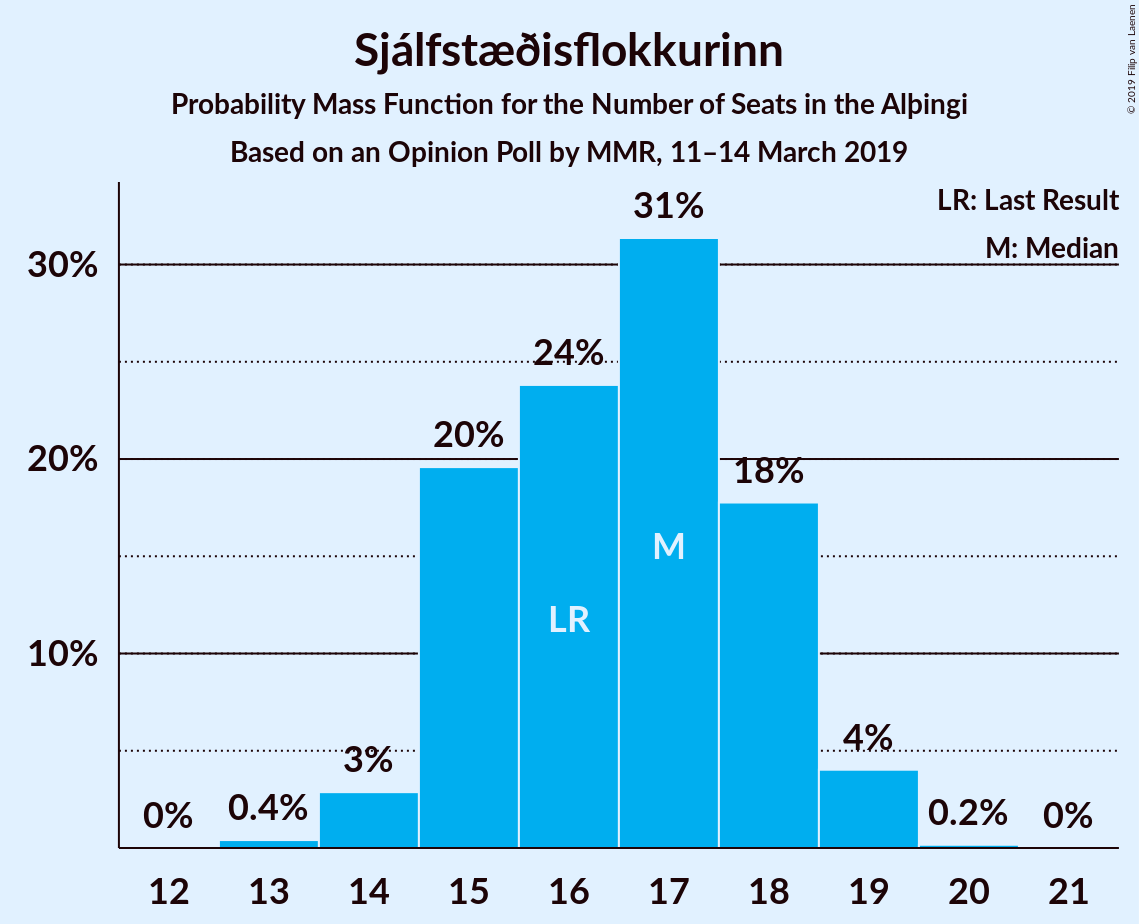 Sjálfstæðisflokkurinn
Probability Mass Function for the Number of Seats in the Alþingi
Based on an Opinion Poll by MMR, 11–14 March 2019
© 2019 Filip van Laenen
LR: Last Result
M: Median
30%
20%
10%
0%
0.4%
3%
20%
24%
31%
18%
4%
0.2%
0%
LR
M
12 13 14 15 16 17 18 19 20 21